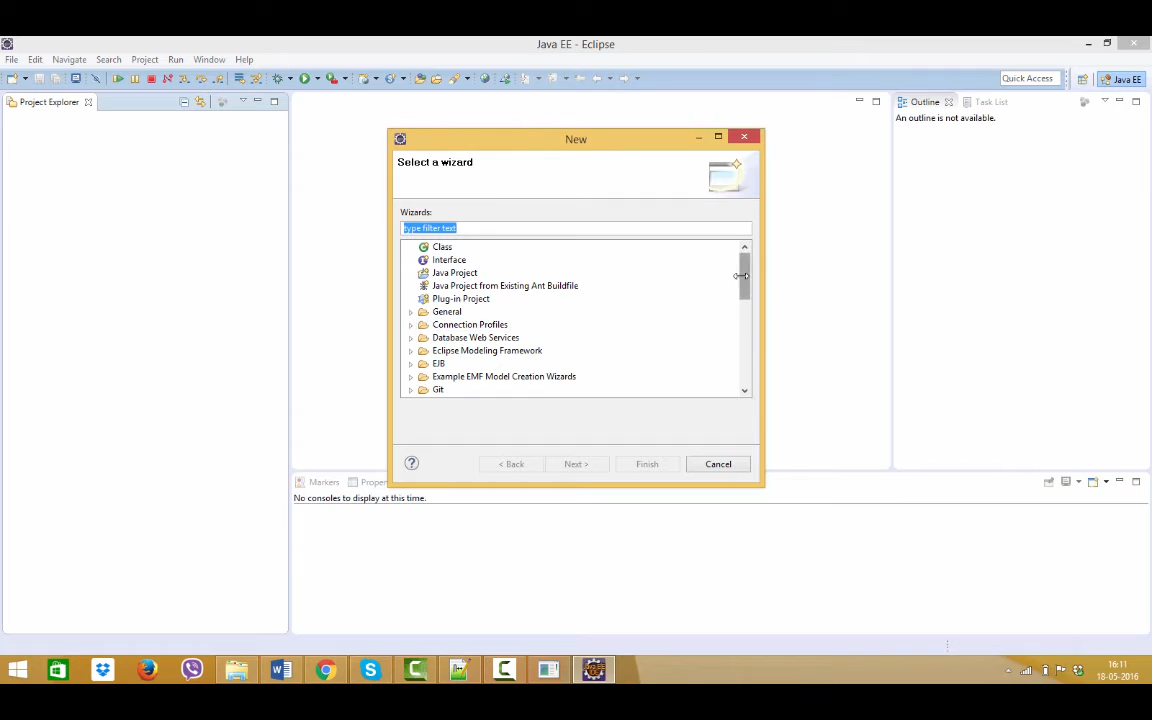 Java EE - Eclipse
File Edit Navigate Search Project Run Window Help
Quick Access Java EE
Project Explorer
Outline Task List
An outline is not available.
New
Select a wizard
Wizards:
type filter text
Class
Interface
Java Project
Java Project from Existing Ant Buildfile
Plug-in Project
General
Connection Profiles
Database Web Services
Eclipse Modeling Framework
EJB
Example EMF Model Creation Wizards
Git
< Back Next > Finish Cancel
Markers Proper
No consoles to display at this time.
16:11
18-05-2016